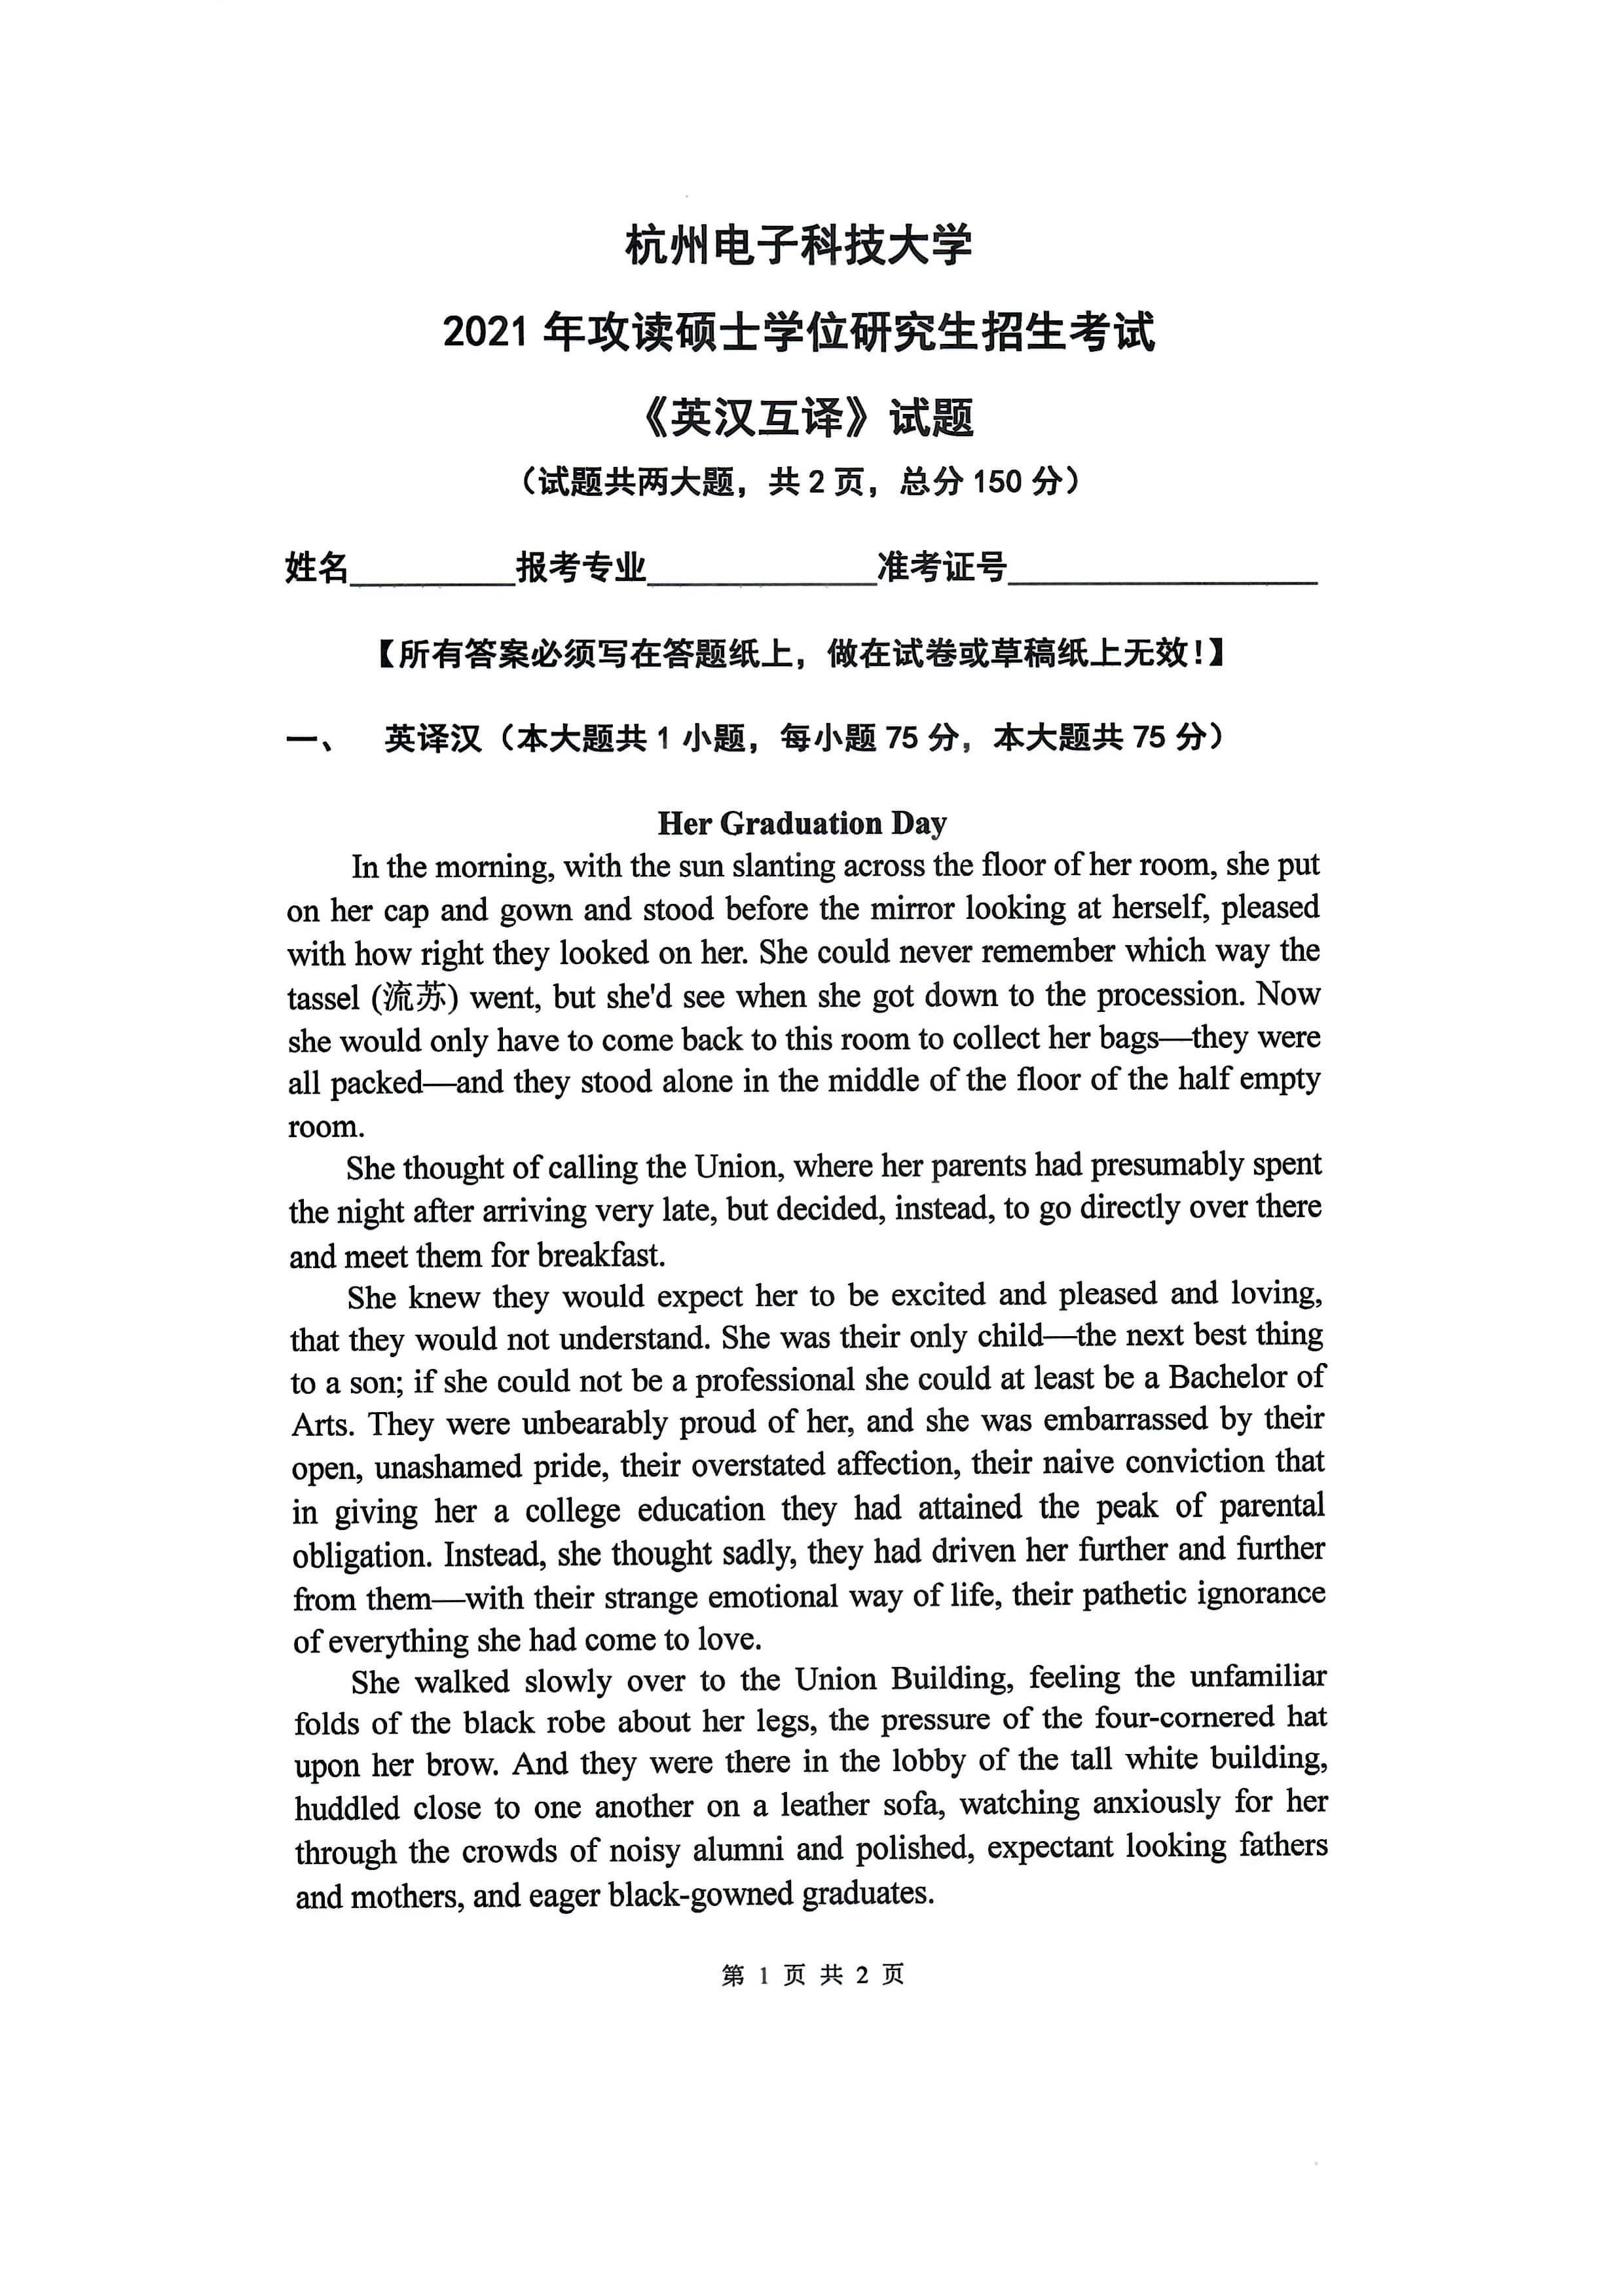 杭州电子科技大学
2021 年攻读硕士学位研究生招生考试
《英汉互译》试题
（试题共两大题，共 2 页，总分 150 分）
姓名__________报考专业______________准考证号___________________
【所有答案必须写在答题纸上，做在试卷或草稿纸上无效！】
一、 英译汉（本大题共 1 小题，每小题 75 分，本大题共 75 分）
Her Graduation Day
In the morning, with the sun slanting across the floor of her room, she put
on her cap and gown and stood before the mirror looking at herself, pleased
with how right they looked on her. She could never remember which way the
tassel (流苏) went, but she'd see when she got down to the procession. Now
she would only have to come back to this room to collect her bags—they were
all packed—and they stood alone in the middle of the floor of the half empty
room.
She thought of calling the Union, where her parents had presumably spent
the night after arriving very late, but decided, instead, to go directly over there
and meet them for breakfast.
She knew they would expect her to be excited and pleased and loving,
that they would not understand. She was their only child—the next best thing
to a son; if she could not be a professional she could at least be a Bachelor of
Arts. They were unbearably proud of her, and she was embarrassed by their
open, unashamed pride, their overstated affection, their naive conviction that
in giving her a college education they had attained the peak of parental
obligation. Instead, she thought sadly, they had driven her further and further
from them—with their strange emotional way of life, their pathetic ignorance
of everything she had come to love.
She walked slowly over to the Union Building, feeling the unfamiliar
folds of the black robe about her legs, the pressure of the four-cornered hat
upon her brow. And they were there in the lobby of the tall white building,
huddled close to one another on a leather sofa, watching anxiously for her
through the crowds of noisy alumni and polished, expectant looking fathers
and mothers, and eager black-gowned graduates.
第 1 页 共 2 页